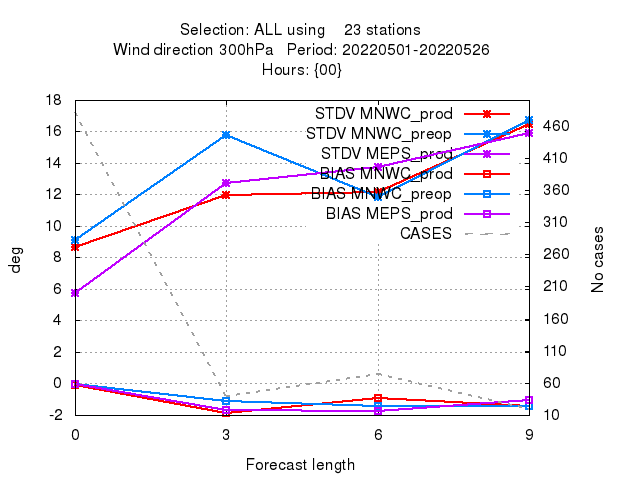 Selection: ALL using 23 stations
Wind direction 300hPa Period: 20220501-20220526
Hours: {00}
18
16
14
12
10
8
6
4
2
0
-2
deg
STDV MNWC_prod
STDV MNWC_preop
STDV MEPS_prod
BIAS MNWC_prod
BIAS MNWC_preop
BIAS MEPS_prod
CASES
460
410
360
310
260
210
160
110
60
10
No cases
0 3 6 9
Forecast length